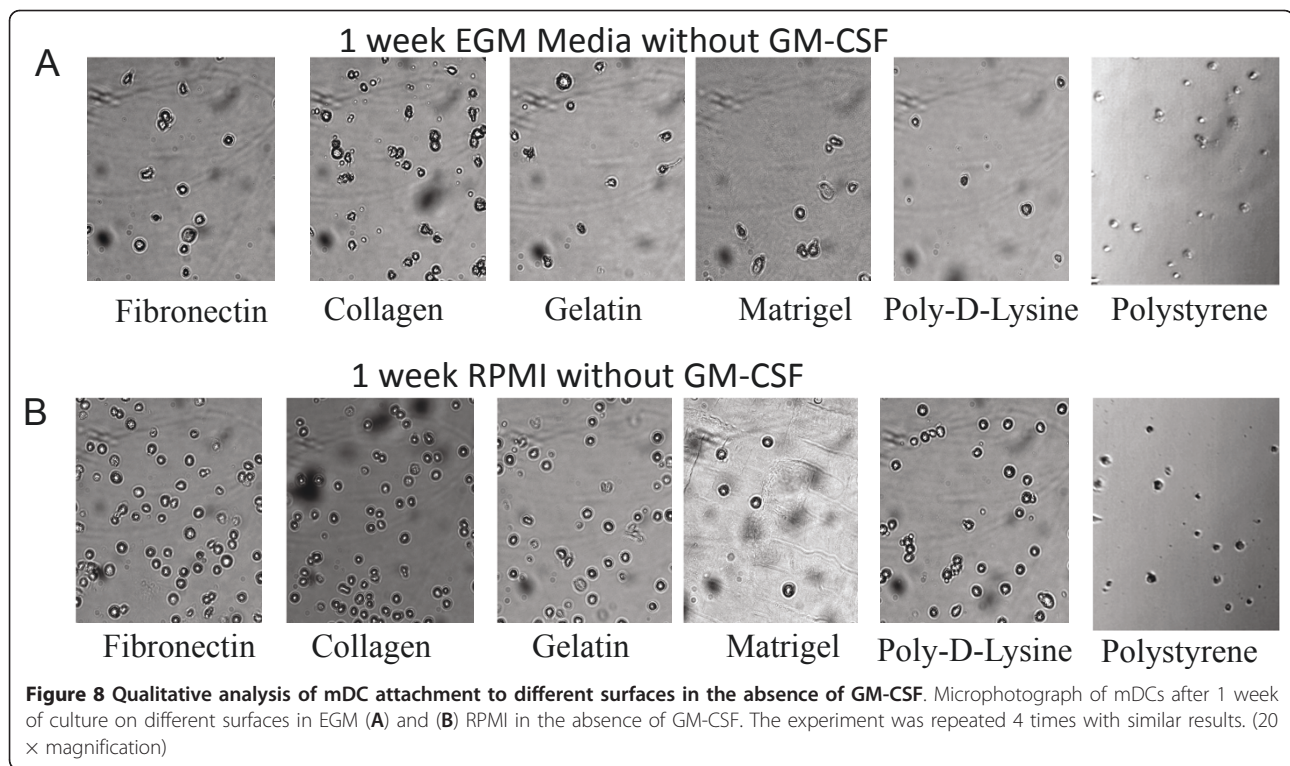 1 week EGM Media without GM-CSF
A
Fibronectin Collagen Gelatin Matrigel Poly-D-Lysine Polystyrene
1 week RPMI without GM-CSF
B
Fibronectin Collagen Gelatin Matrigel Poly-D-Lysine Polystyrene
Figure 8 Qualitative analysis of mDC attachment to different surfaces in the absence of GM-CSF. Microphotograph of mDCs after 1 week
of culture on different surfaces in EGM (A) and (B) RPMI in the absence of GM-CSF. The experiment was repeated 4 times with similar results. (20
× magnification)